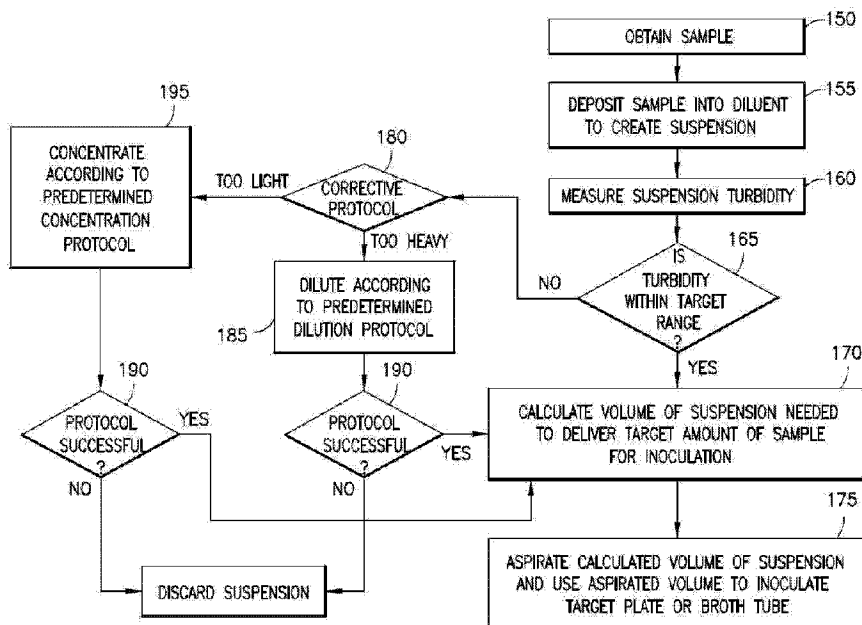 150
OBTAIN SAMPLE
155
DEPOSIT SAMPLE INTO DILUENT
TO CREATE SUSPENSION
160
MEASURE SUSPENSION TURBIDITY
165
IS
TURBIDITY
WITHIN TARGET
RANGE
?
NO
YES
180
CORRECTIVE
PROTOCOL
TOO LIGHT
TOO HEAVY
195
CONCENTRATE
ACCORDING TO
PREDETERMINED
CONCENTRATION
PROTOCOL
DILUTE ACCORDING
TO PREDETERMINED
DILUTION PROTOCOL
185
190
PROTOCOL
SUCCESSFUL
?
YES
NO
190
PROTOCOL
SUCCESSFUL
?
YES
NO
DISCARD SUSPENSION
170
CALCULATE VOLUME OF SUSPENSION NEEDED
TO DELIVER TARGET AMOUNT OF SAMPLE
FOR INOCULATION
175
ASPIRATE CALCULATED VOLUME OF SUSPENSION
AND USE ASPIRATED VOLUME TO INOCULATE
TARGET PLATE OR BROTH TUBE